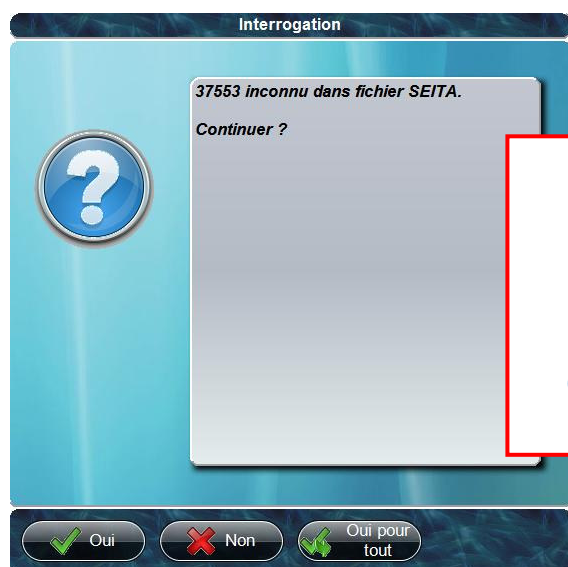 Interrogation
37553 inconnu dans fichier SEITA.
Continuer ?
Oui
Non
Oui pour
tout